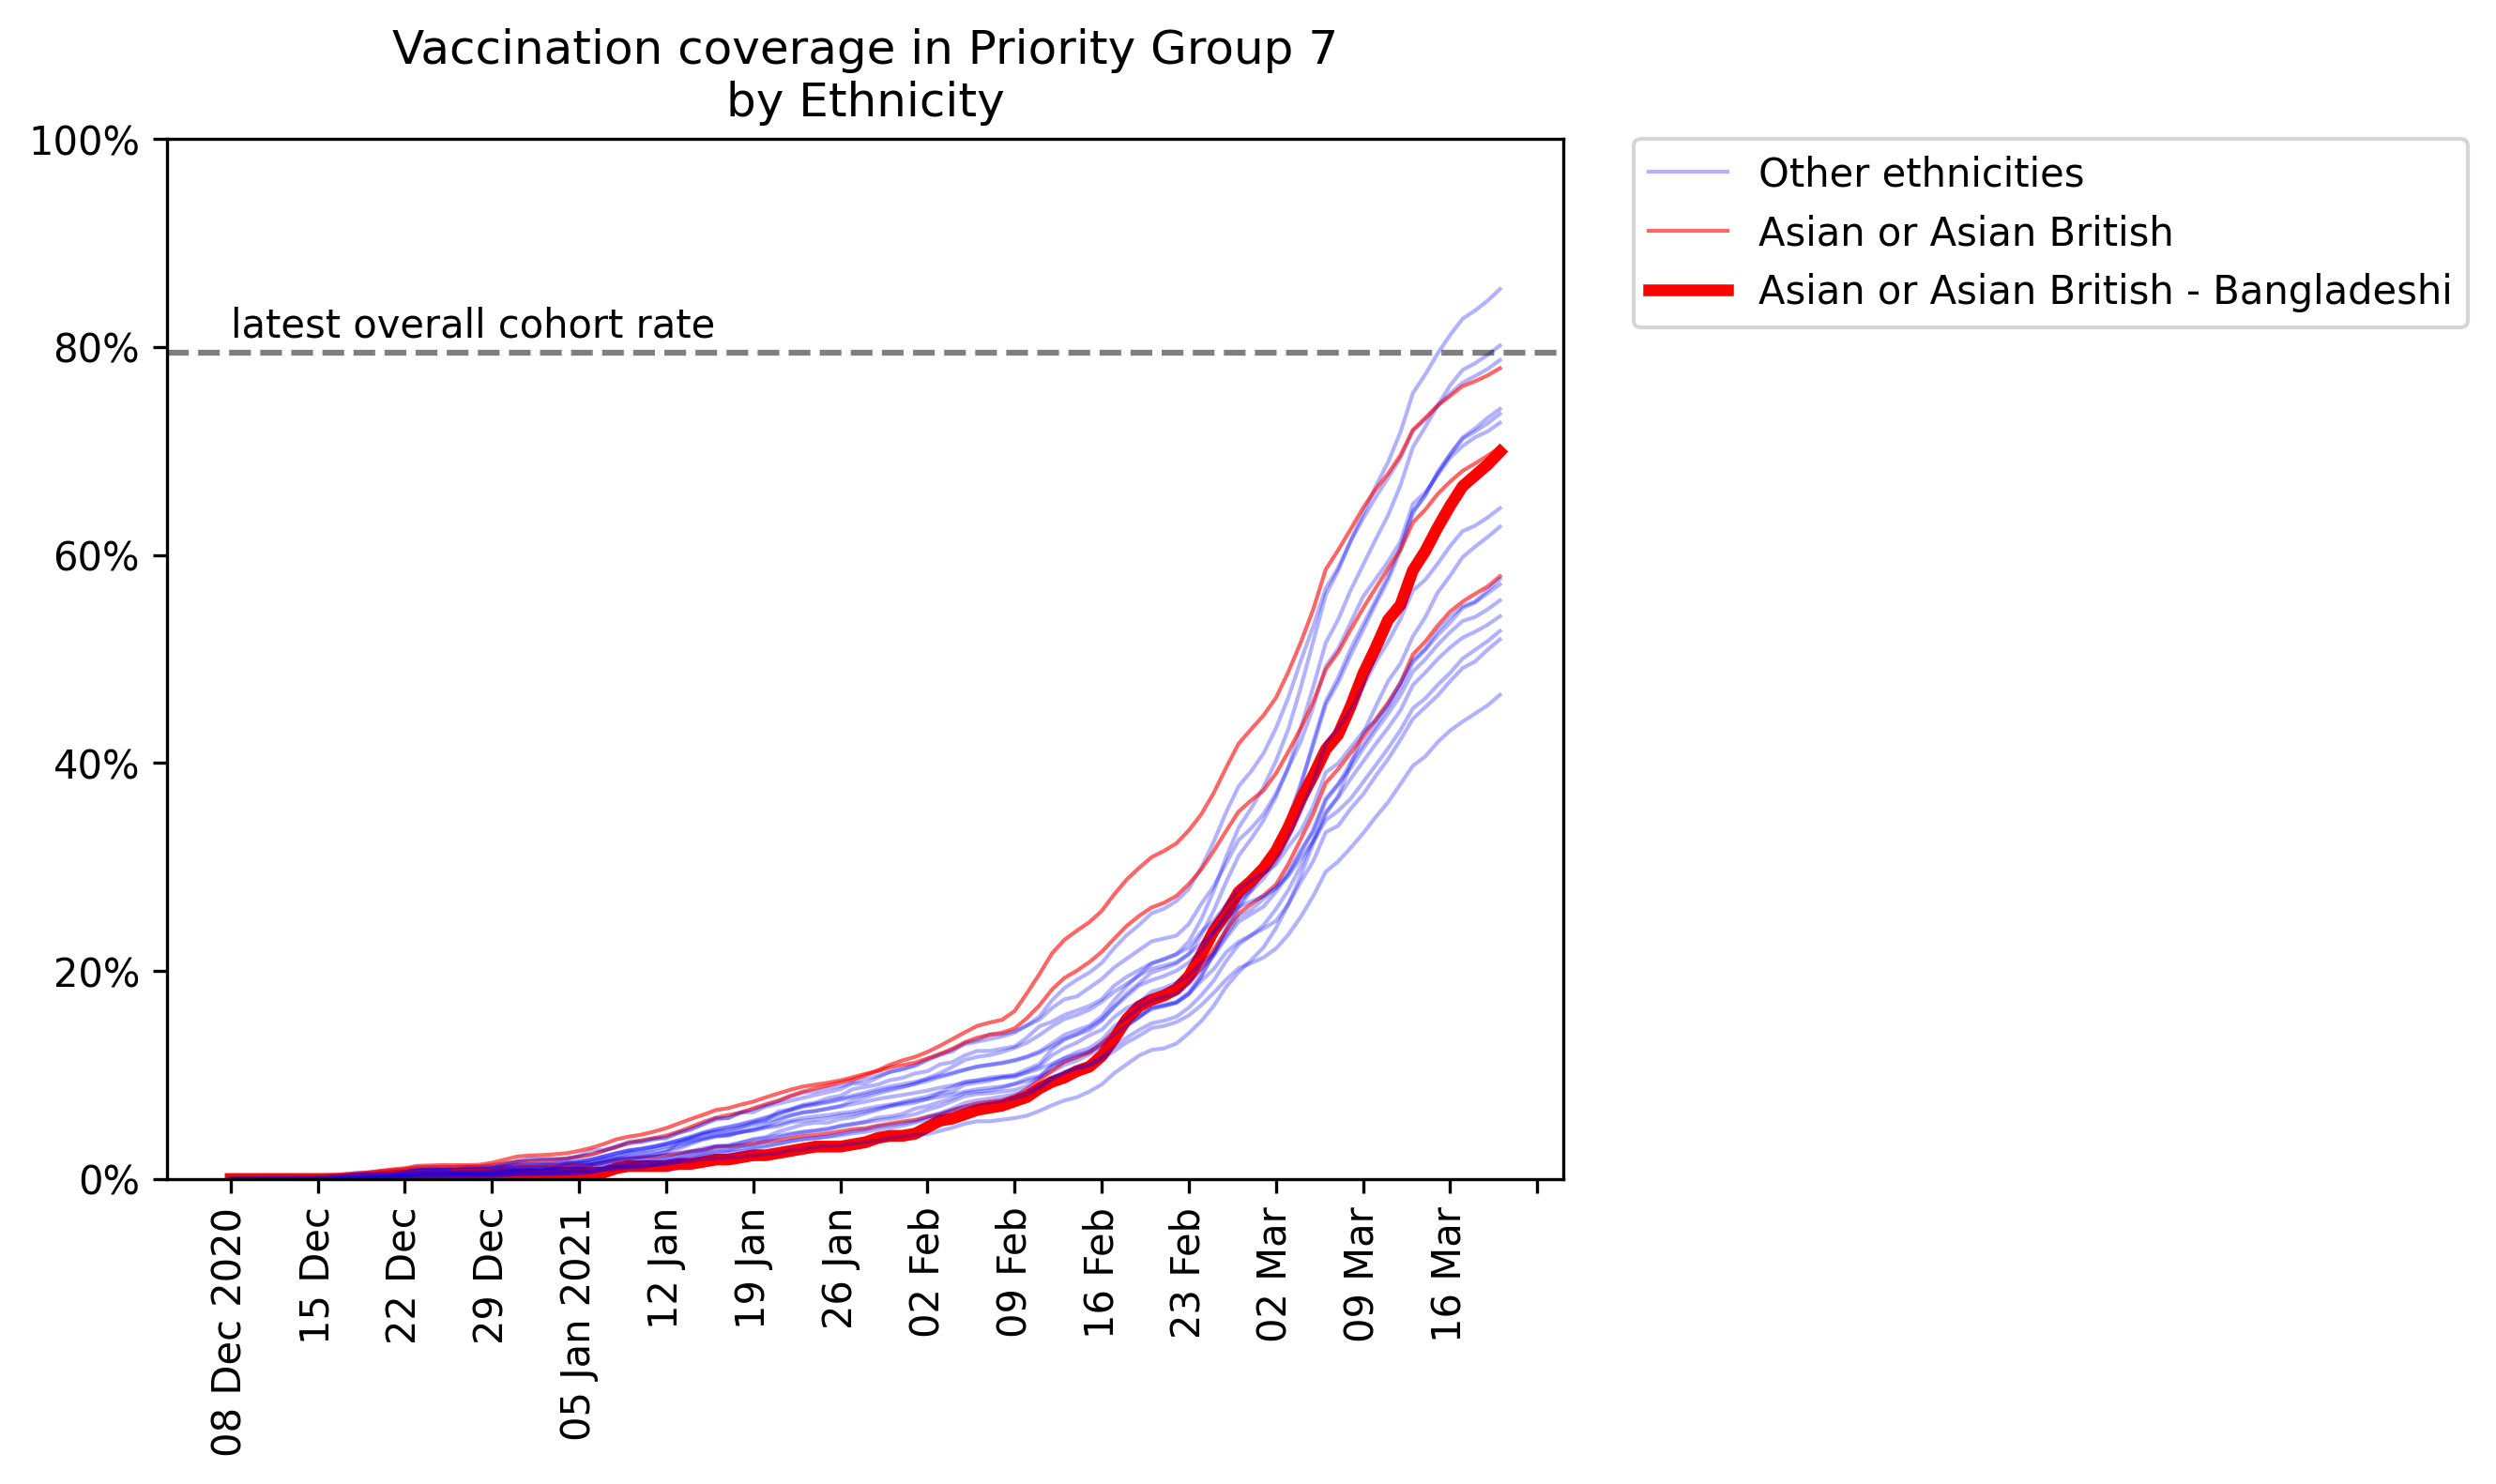 Vaccination coverage in Priority Group 7
by Ethnicity
100%
80%
60%
40%
20%
0%
latest overall cohort rate
Other ethnicities
Asian or Asian British
Asian or Asian British - Bangladeshi
08 Dec 2020
15 Dec
22 Dec
29 Dec
05 Jan 2021
12 Jan
19 Jan
26 Jan
02 Feb
09 Feb
16 Feb
23 Feb
02 Mar
09 Mar
16 Mar